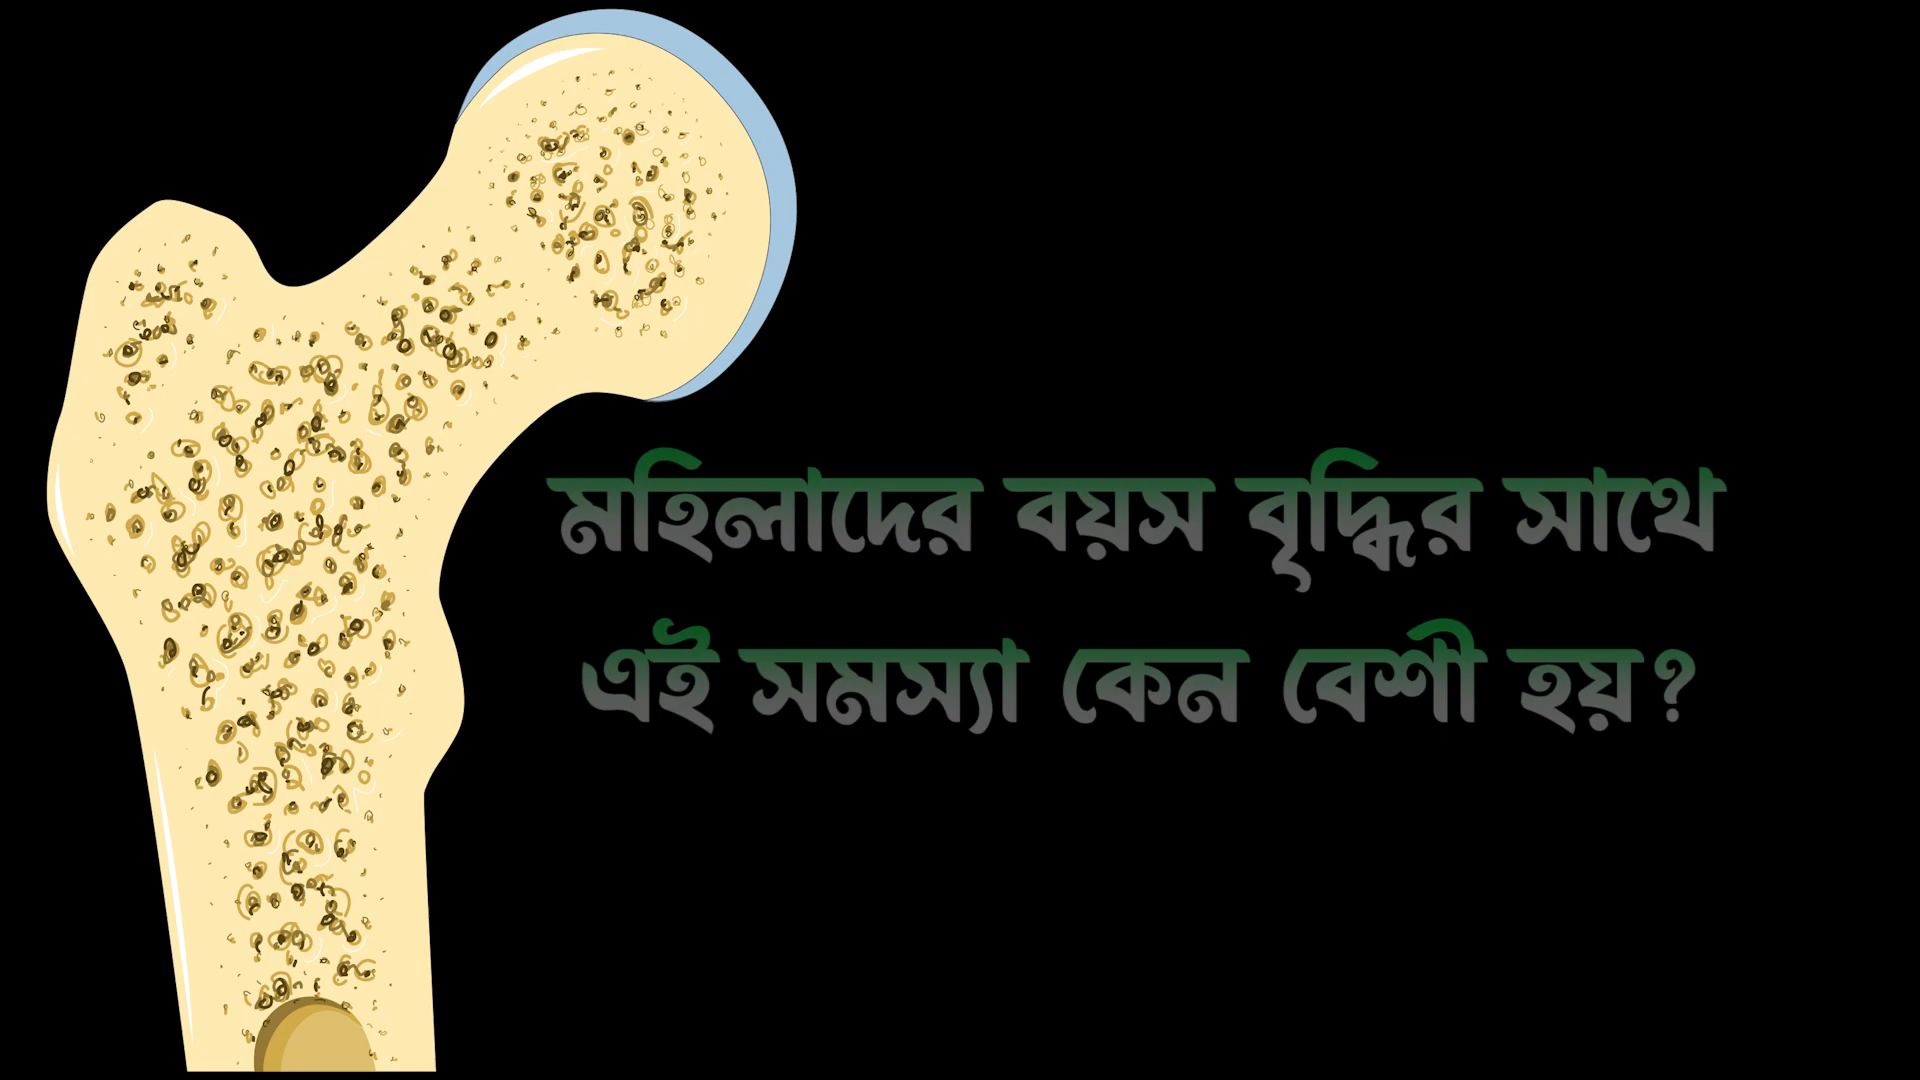 মহিলাদের বয়স বৃদ্ধির সাথে
এই সমস্যা কেন বেশী হয়?